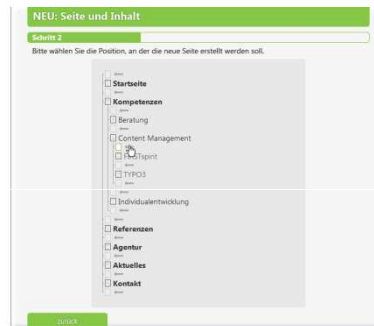 NEU: Seite und Inhalt
Schritt 2
Bitte wählen Sie die Position, an der die neue Seite erstellt werden soll.
Startseite
Kompetenzen
Beratung
Content Management
TYPO3
Individualentwicklung
Referenzen
Agentur
Aktuelles
Kontakt
zurück